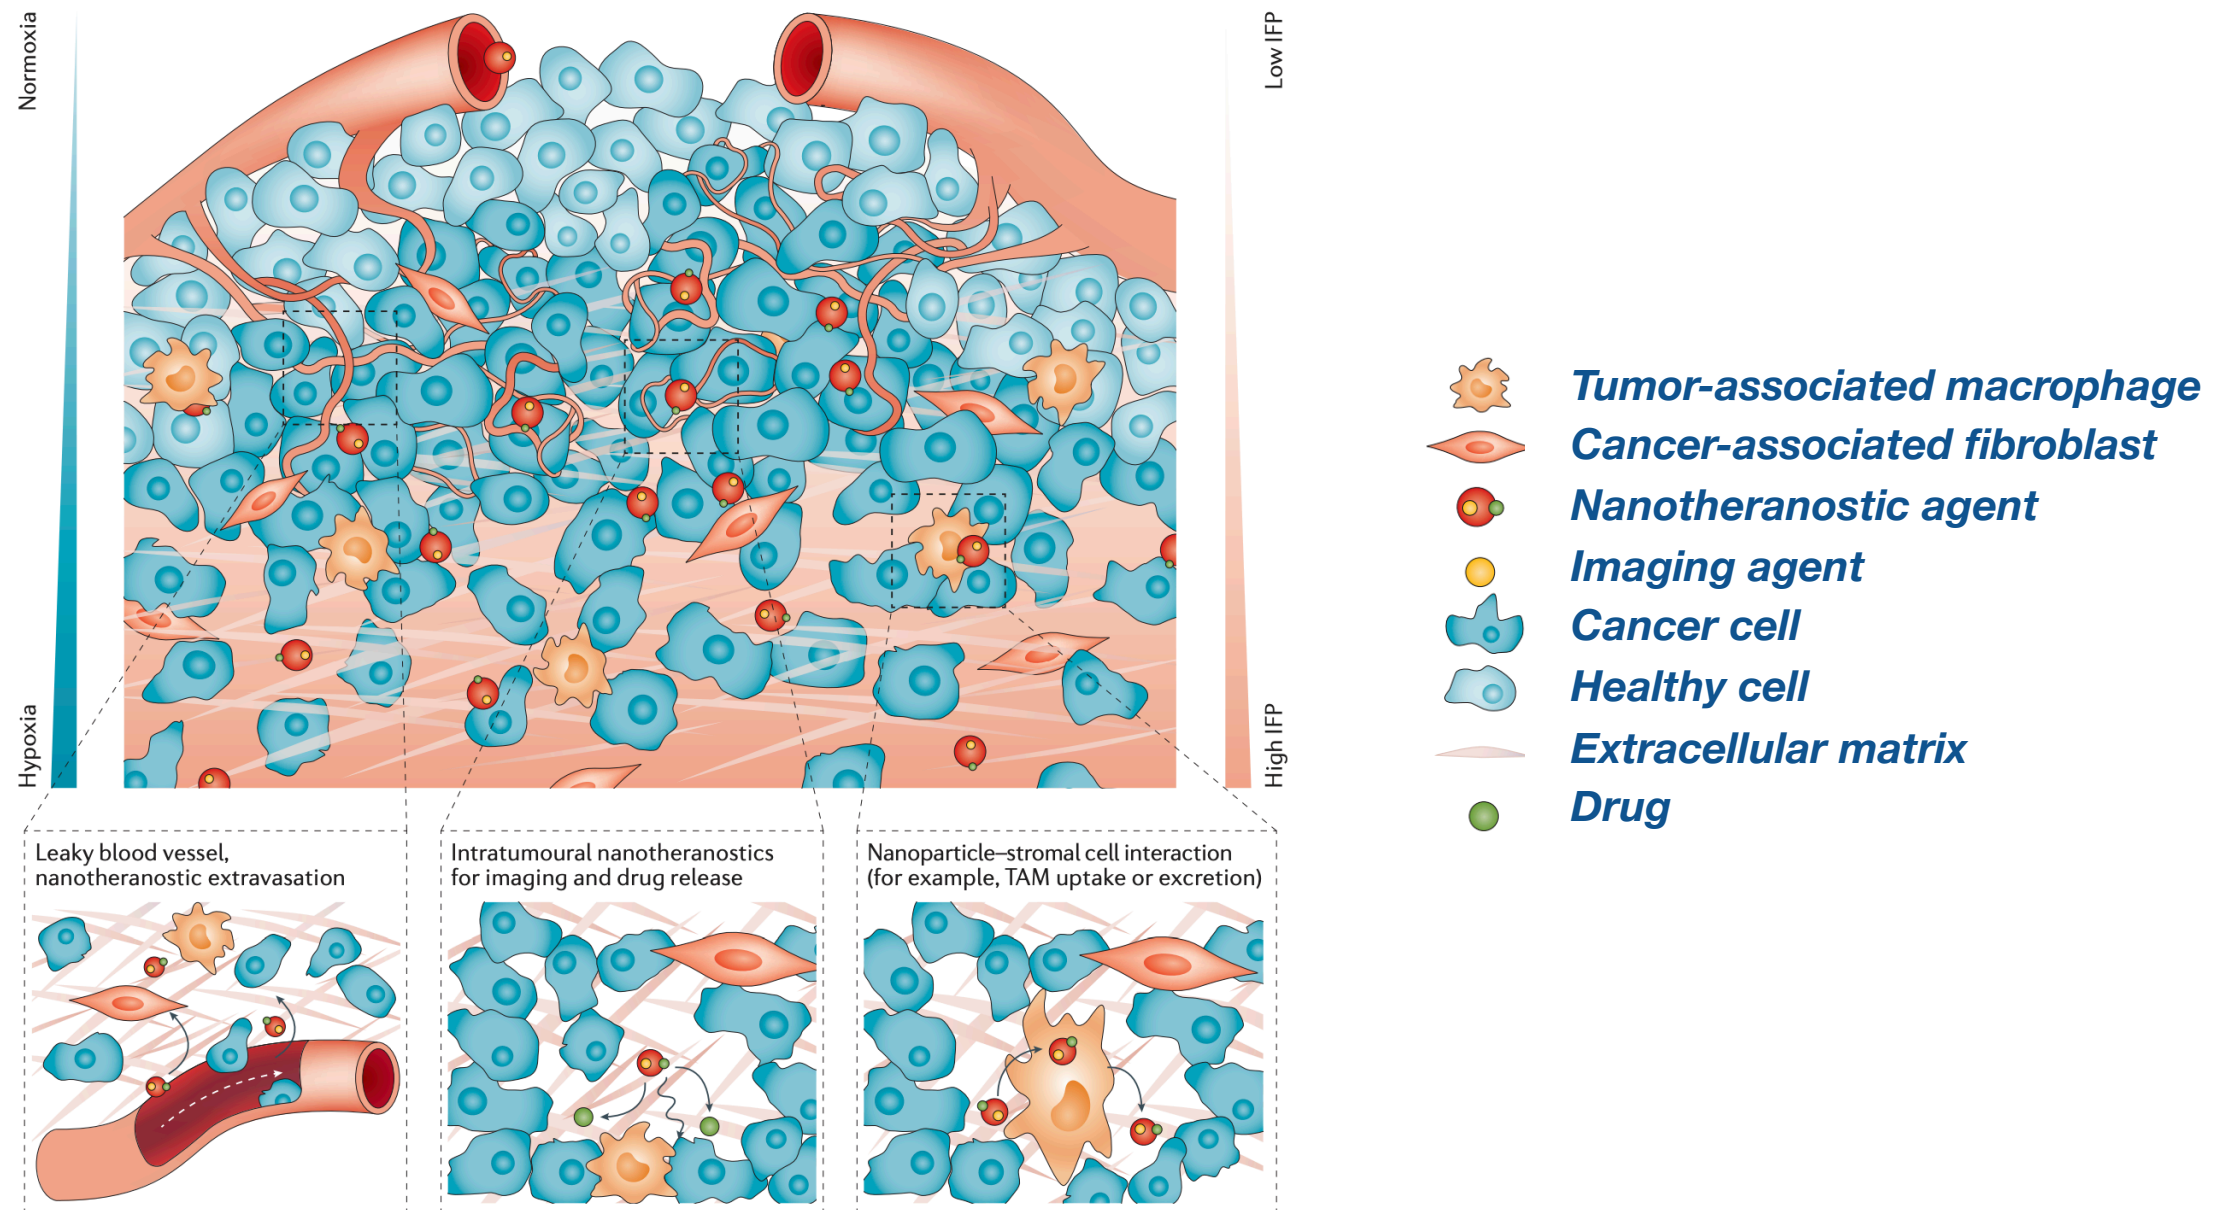 Normoxia
Hypoxia
Low IFP
High IFP
Tumor-associated macrophage
Cancer-associated fibroblast
Nanotheranostic agent
Imaging agent
Cancer cell
Healthy cell
Extracellular matrix
Drug
Leaky blood vessel,
nanotheranostic extravasation
Intratumoural nanotheranostics
for imaging and drug release
Nanoparticle–stromal cell interaction
(for example, TAM uptake or excretion)